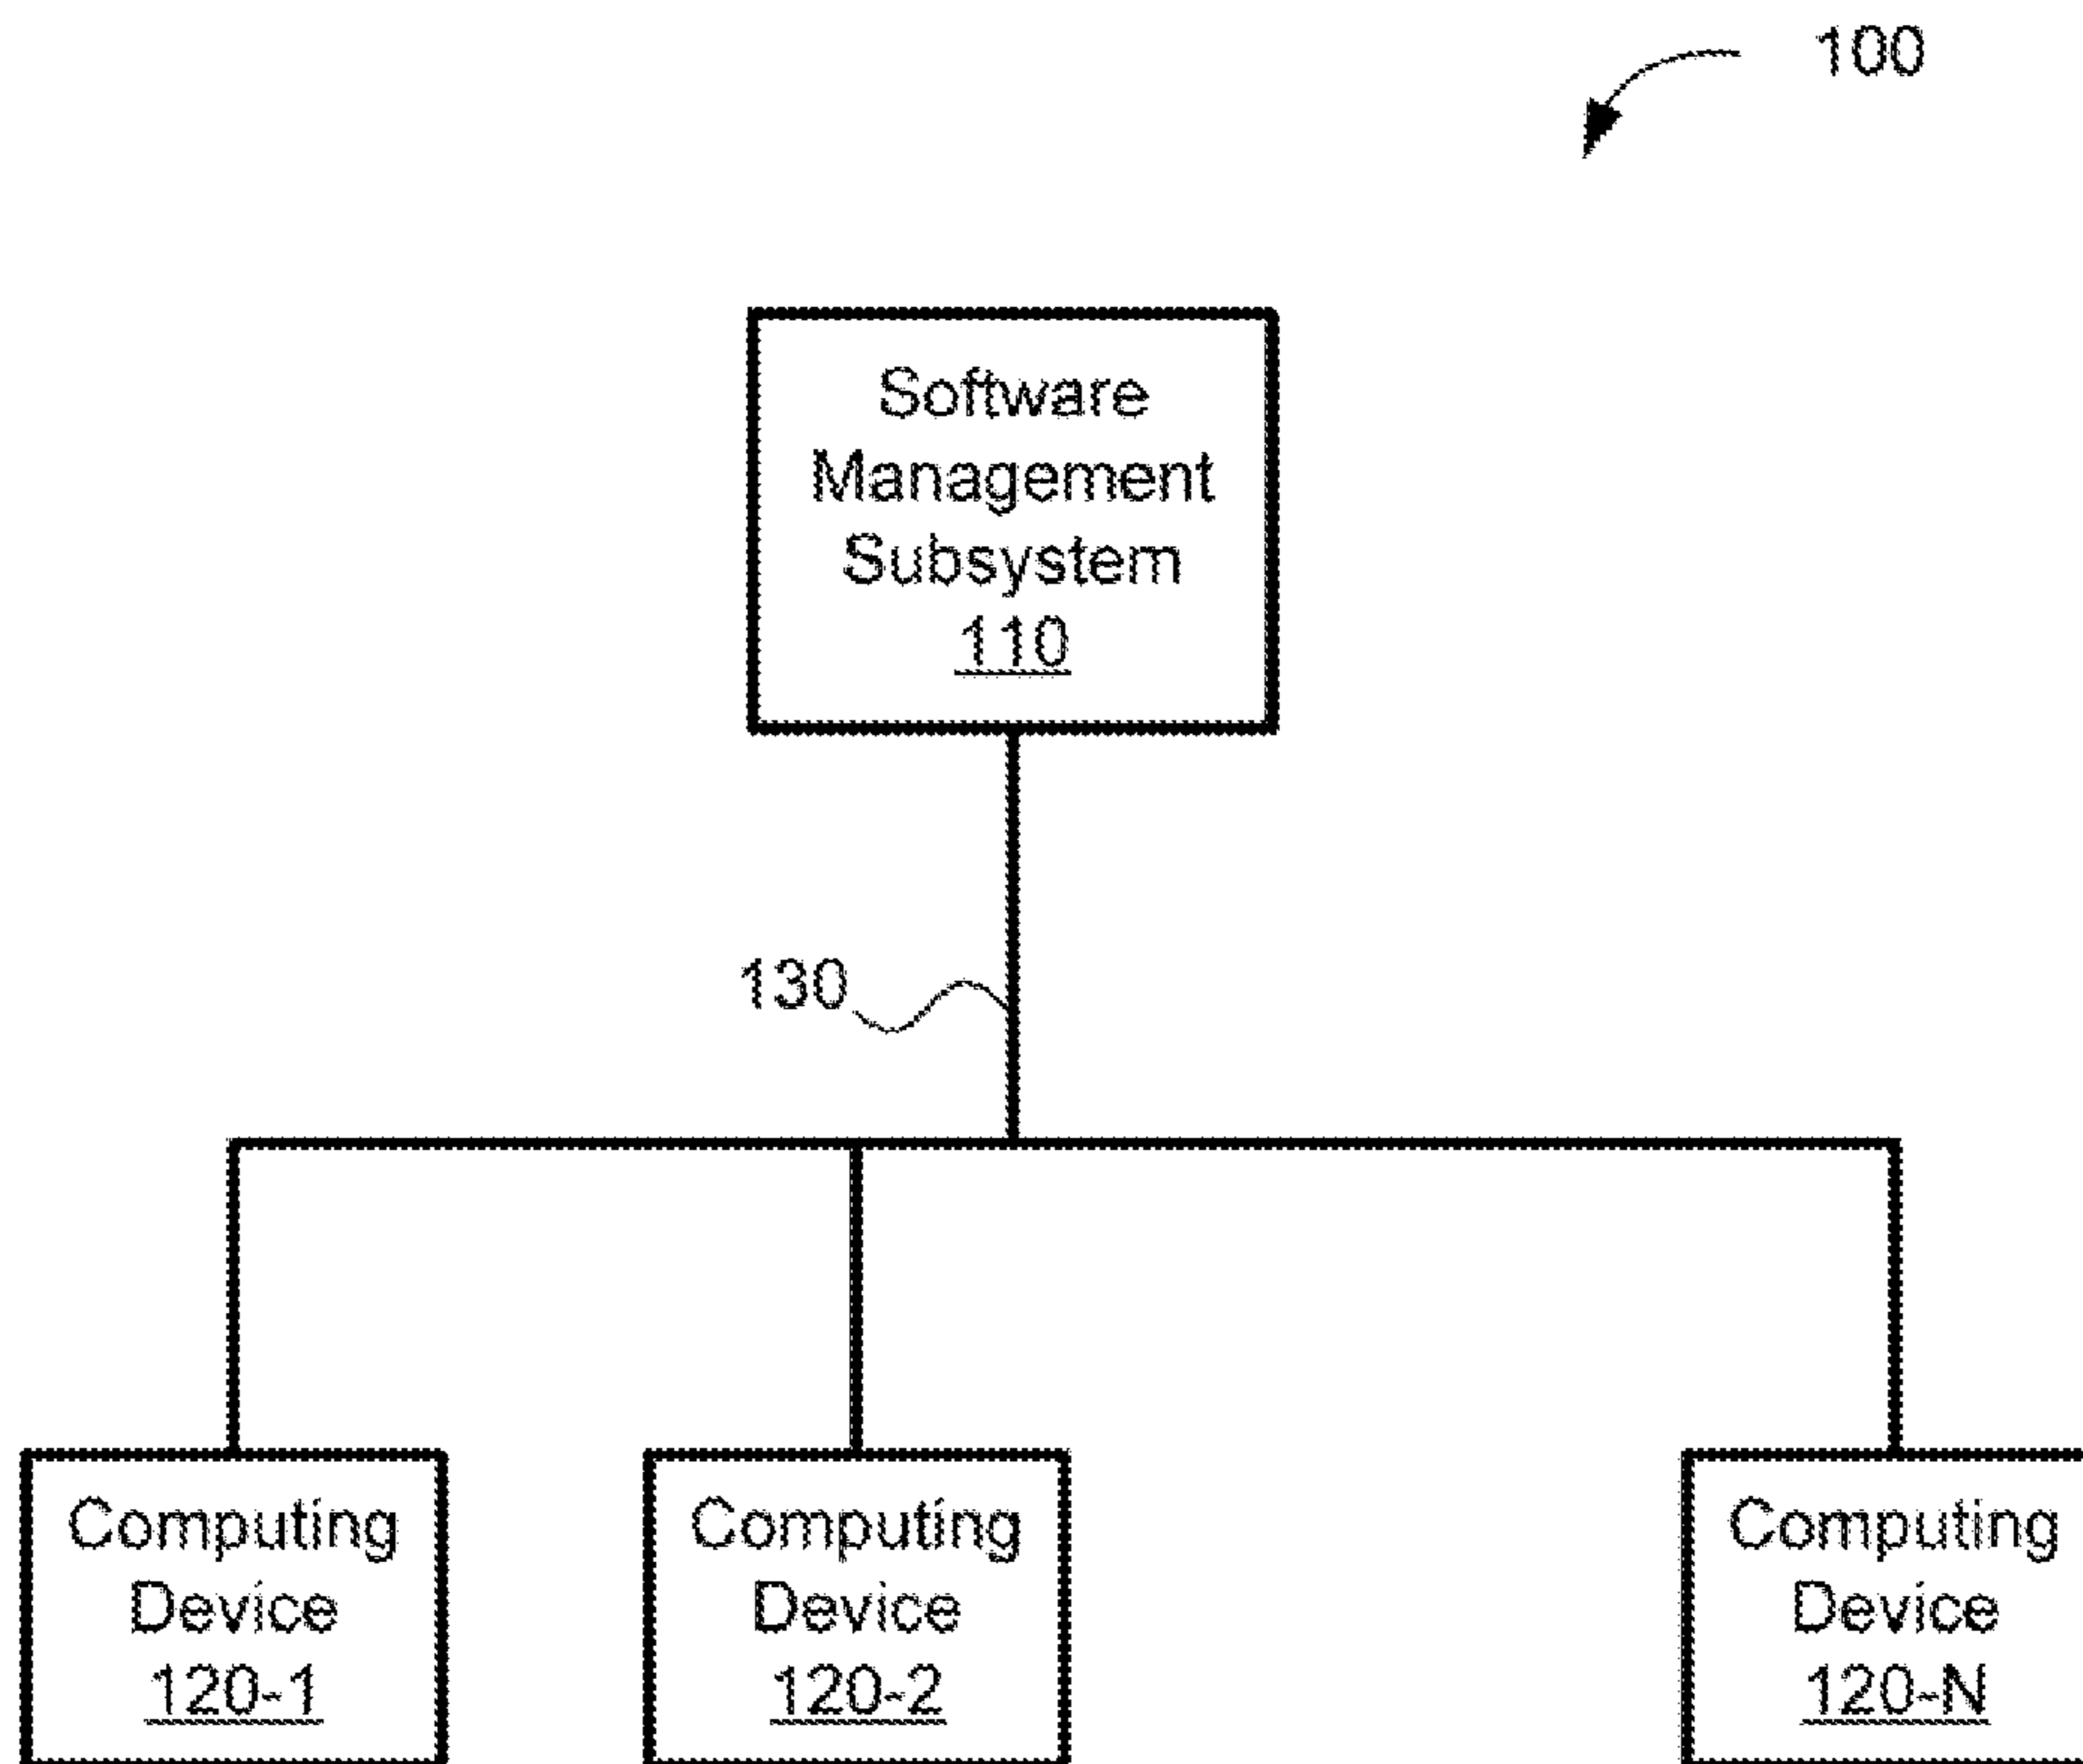 100
Software
Management
Subsystem
110
130
Computing
Device
120-1
Computing
Device
120-2
Computing
Device
120-N